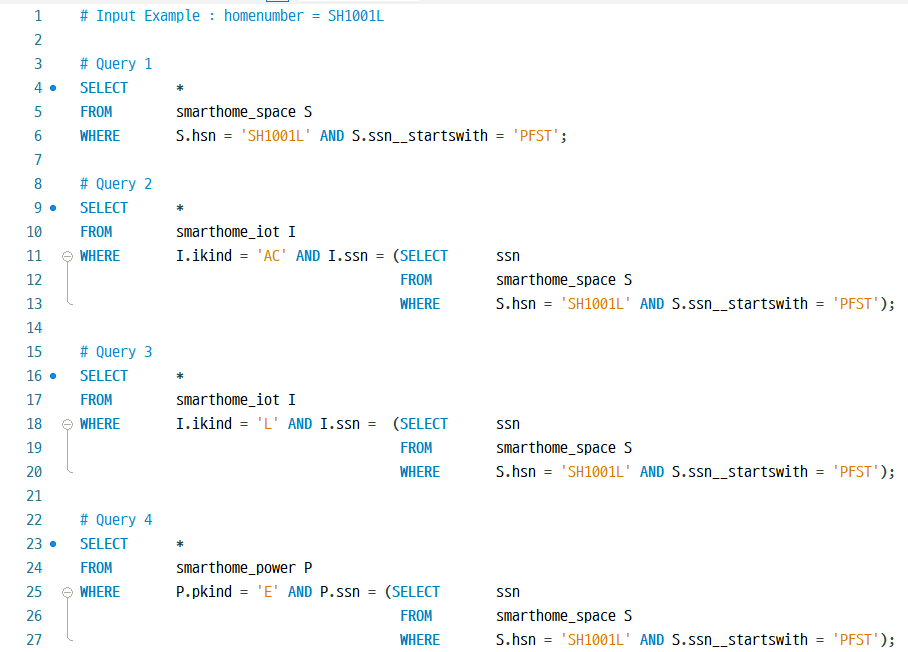 1 # Input Example : homenumber = SH1001L
2
3 # Query 1
4 SELECT *
5 FROM smarthome_space S
6 WHERE S.hsn = 'SH1001L' AND S.ssn__startswith = 'PFST';
7
8 # Query 2
9 SELECT *
10 FROM smarthome_iot I
11 WHERE I.ikind = 'AC' AND I.ssn = (SELECT ssn
12 FROM smarthome_space S
13 WHERE S.hsn = 'SH1001L' AND S.ssn__startswith = 'PFST');
14
15 # Query 3
16 SELECT *
17 FROM smarthome_iot I
18 WHERE I.ikind = 'L' AND I.ssn = (SELECT ssn
19 FROM smarthome_space S
20 WHERE S.hsn = 'SH1001L' AND S.ssn__startswith = 'PFST');
21
22 # Query 4
23 SELECT *
24 FROM smarthome_power P
25 WHERE P.pkind = 'E' AND P.ssn = (SELECT ssn
26 FROM smarthome_space S
27 WHERE S.hsn = 'SH1001L' AND S.ssn__startswith = 'PFST');